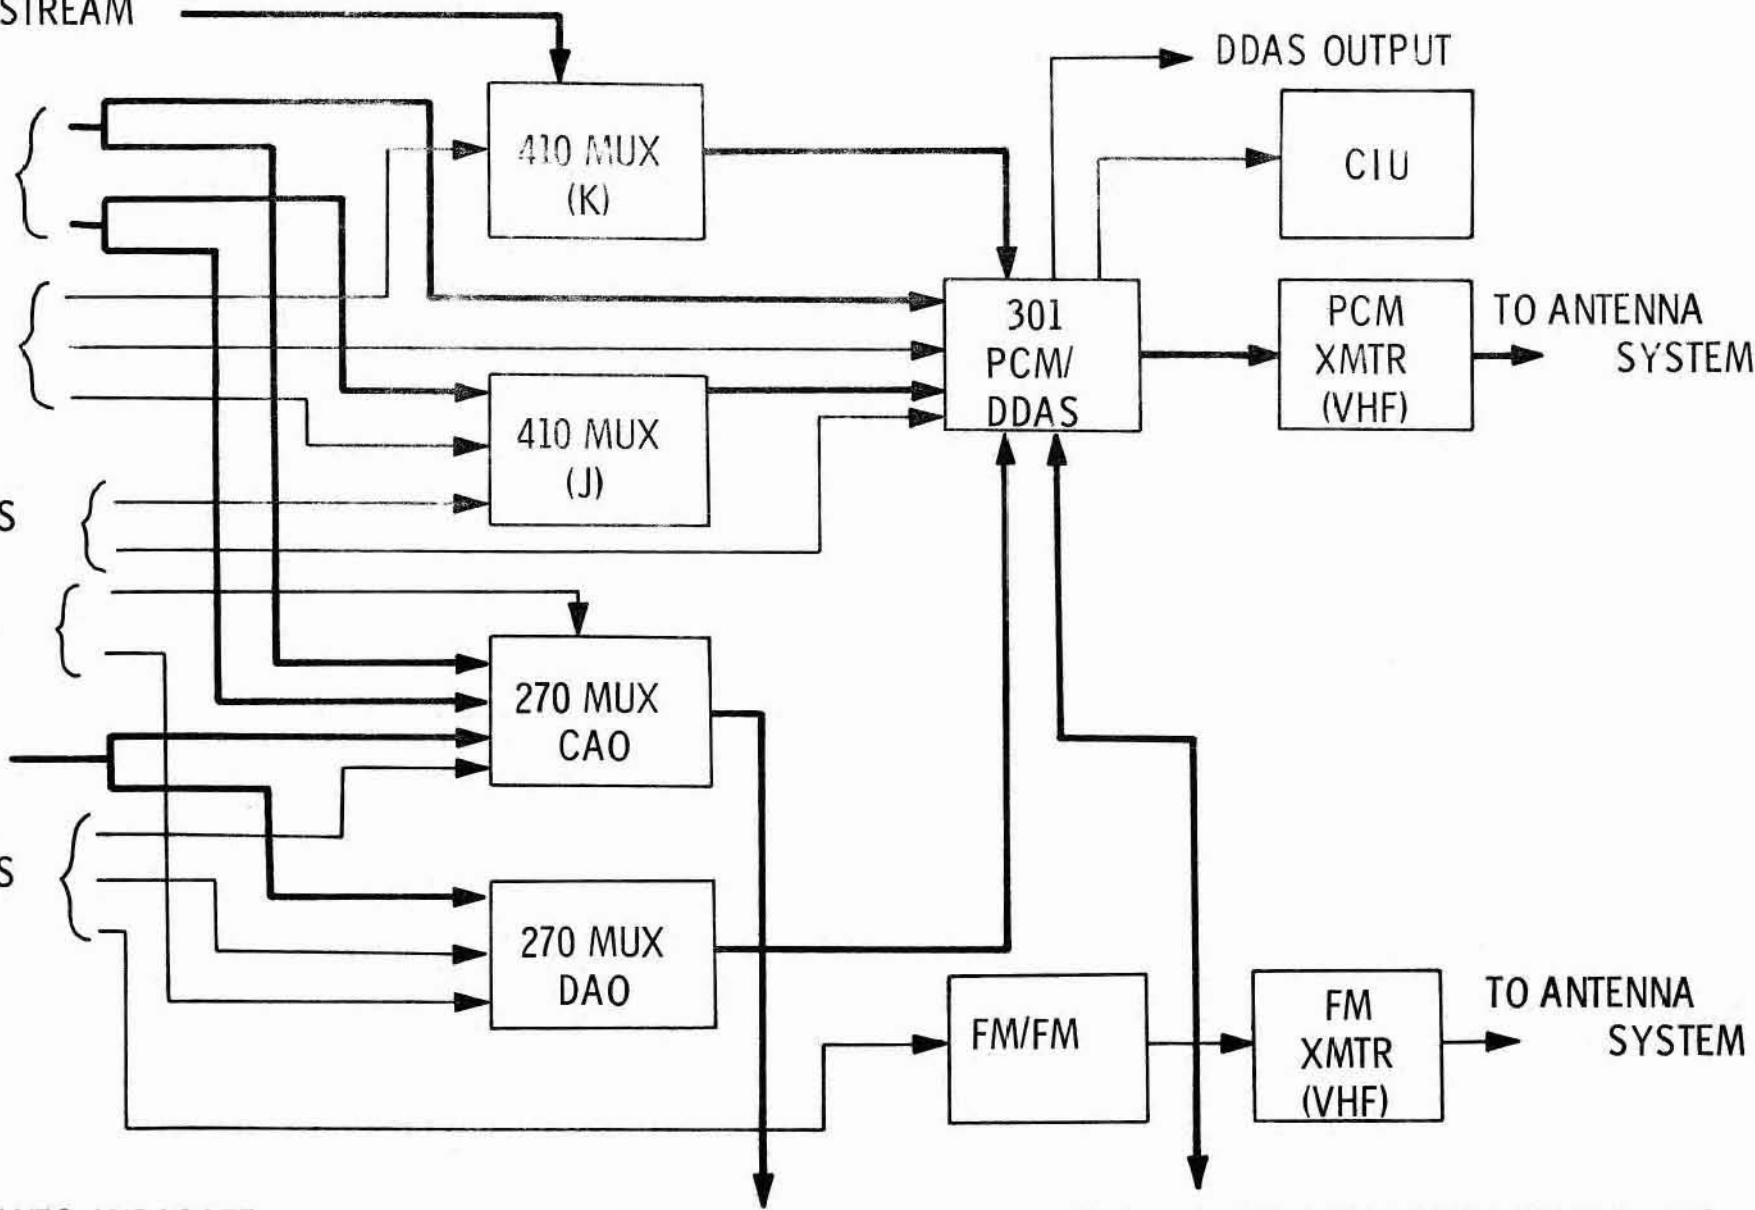 STREAM
DDAS OUTPUT
410 MUX
(K)
CIU
301
PCM/
DDAS
PCM
XMTR
(VHF)
TO ANTENNA
SYSTEM
410 MUX
(J)
S
270 MUX
CAO
S
270 MUX
DAO
FM/FM
FM
XMTR
(VHF)
TO ANTENNA
SYSTEM